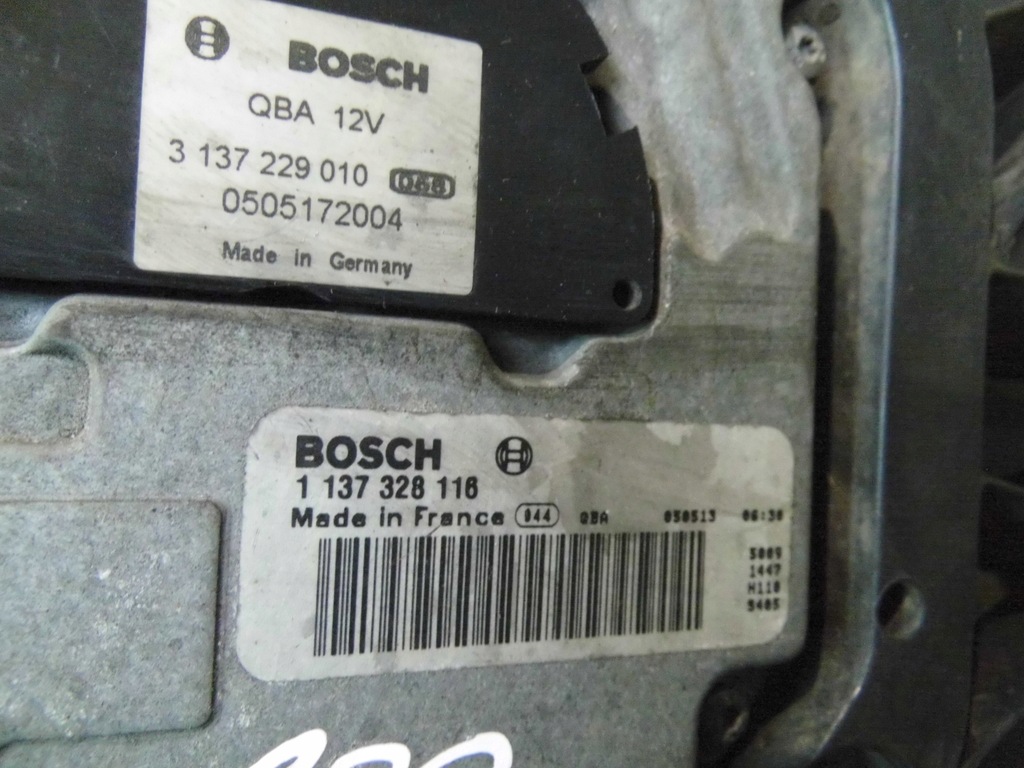 BOSCH
QBA 12V
3 137 229 010 088
0505172004
Made in Germany
BOSCH
1 137 328 116
Made in France 044 QBA 050513 06:30
5009
1447
H110